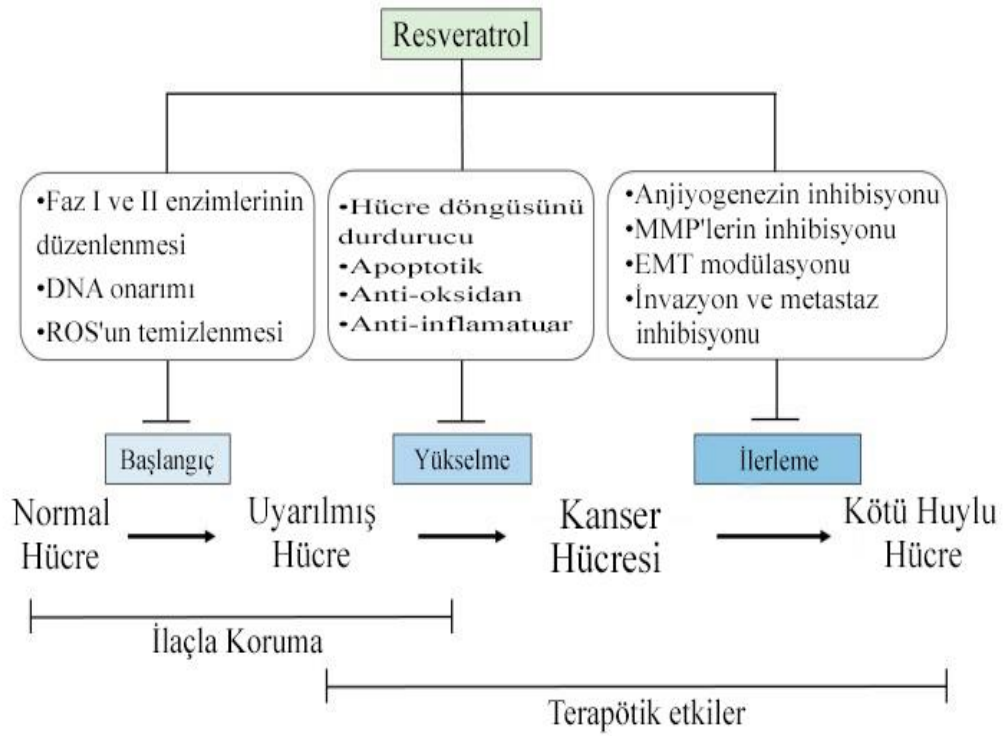 Resveratrol
•Faz I ve II enzimlerinin
düzenlenmesi
•DNA onarımı
•ROS'un temizlenmesi
•Hücre döngüsünü
durdurucu
•Apoptotik
•Anti-oksidan
•Anti-inflamatuar
•Anjiyogenezin inhibisyonu
•MMP'lerin inhibisyonu
•EMT modülasyonu
•İnvazyon ve metastaz
inhibisyonu
Başlangıç
Yükselme
İlerleme
Normal
Hücre
Uyarılmış
Hücre
Kanser
Hücresi
Kötü Huylu
Hücre
İlaçla Koruma
Terapötik etkiler